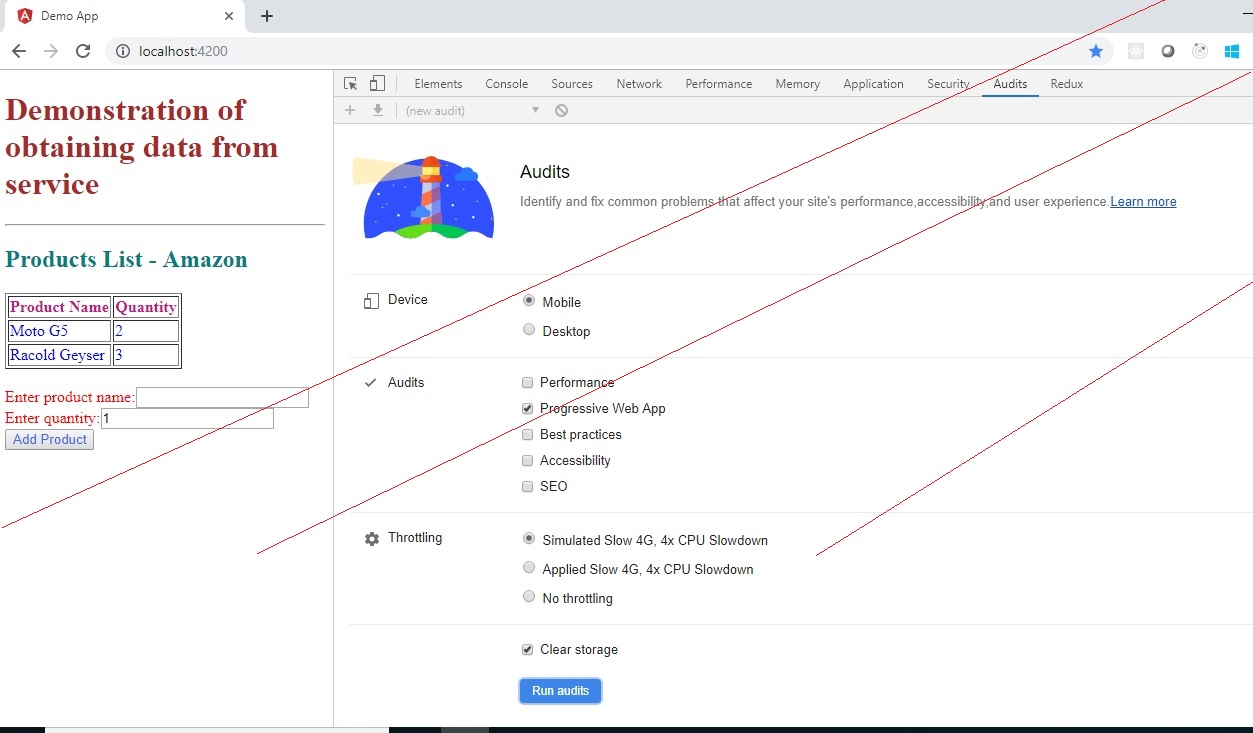 Demo App
localhost:4200
Elements Console Sources Network Performance Memory Application Security Audits Redux
(new audit)
Demonstration of
obtaining data from
service
Products List - Amazon
Product Name Quantity
Moto G5 2
Racold Geyser 3
Enter product name:
Enter quantity: 1
Add Product
Audits
Identify and fix common problems that affect your site's performance,accessibility,and user experience.Learn more
Device
Mobile
Desktop
Audits
Performance
Progressive Web App
Best practices
Accessibility
SEO
Throttling
Simulated Slow 4G, 4x CPU Slowdown
Applied Slow 4G, 4x CPU Slowdown
No throttling
Clear storage
Run audits